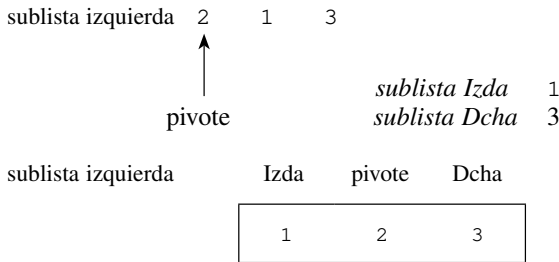 sublista izquierda 2 1 3
sublista Izda 1
pivote sublista Dcha 3
sublista izquierda Izda pivote Dcha
1 2 3